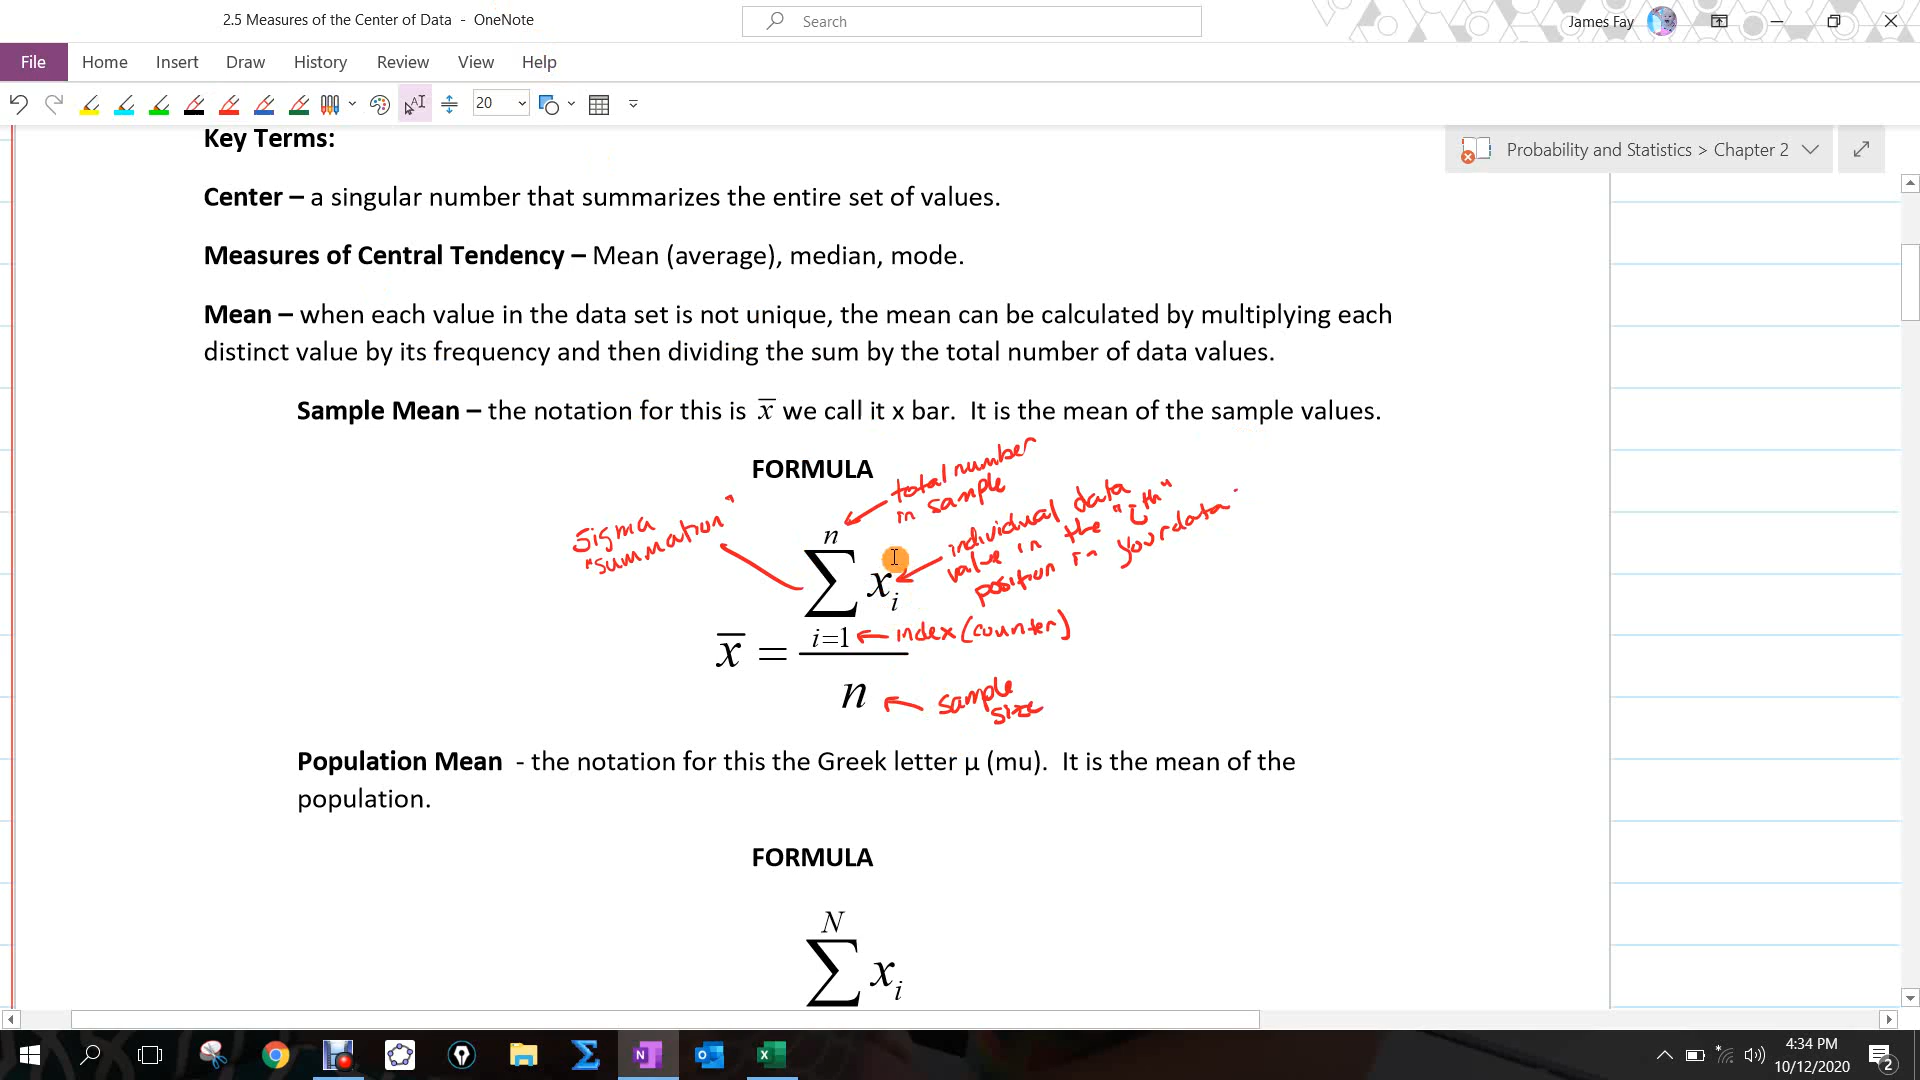 2.5 Measures of the Center of Data - OneNote
Search
James Fay
File Home Insert Draw History Review View Help
20
Probability and Statistics > Chapter 2
Key Terms:
Center – a singular number that summarizes the entire set of values.
Measures of Central Tendency – Mean (average), median, mode.
Mean – when each value in the data set is not unique, the mean can be calculated by multiplying each
distinct value by its frequency and then dividing the sum by the total number of data values.
Sample Mean – the notation for this is x̅ we call it x bar. It is the mean of the sample values.
FORMULA
total number
in sample
Sigma
"summation"
individual data
value in the "ith"
position in your data
n
∑ xᵢ
i=1
index (counter)
x̅ =
n
sample
size
Population Mean - the notation for this the Greek letter μ (mu). It is the mean of the
population.
FORMULA
N
∑ xᵢ
4:34 PM
10/12/2020
2